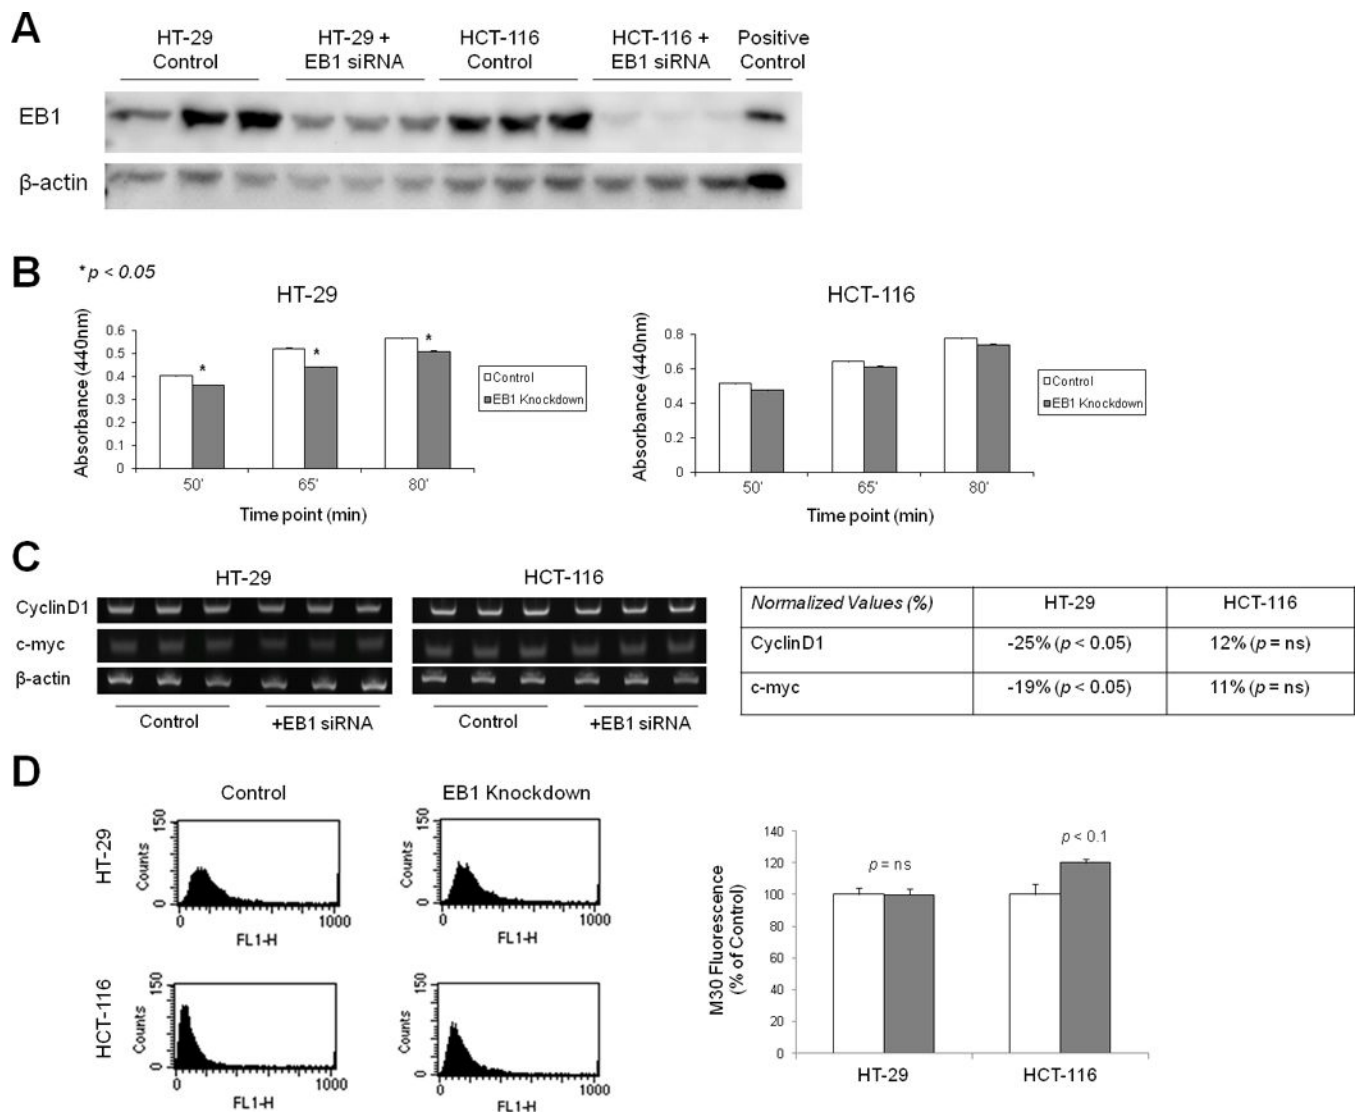 A
HT-29
Control
HT-29 +
EB1 siRNA
HCT-116
Control
HCT-116 +
EB1 siRNA
Positive
Control
EB1
β-actin
B
* p < 0.05
HT-29
Absorbance (440nm)
0.6
0.5
0.4
0.3
0.2
0.1
0
* * *
50' 65' 80'
Time point (min)
Control
EB1 Knockdown
HCT-116
Absorbance (440nm)
0.8
0.6
0.4
0.2
0
50' 65' 80'
Time point (min)
Control
EB1 Knockdown
C
HT-29
HCT-116
CyclinD1
c-myc
β-actin
Control +EB1 siRNA
Control +EB1 siRNA
Normalized Values (%) HT-29 HCT-116
CyclinD1 -25% (p < 0.05) 12% (p = ns)
c-myc -19% (p < 0.05) 11% (p = ns)
D
Control EB1 Knockdown
HT-29
150
Counts
0
0 1000
FL1-H
150
Counts
0
0 1000
FL1-H
HCT-116
150
Counts
0
0 1000
FL1-H
150
Counts
0
0 1000
FL1-H
M30 Fluorescence
(% of Control)
140
120
100
80
60
40
20
0
p = ns
p < 0.1
HT-29 HCT-116